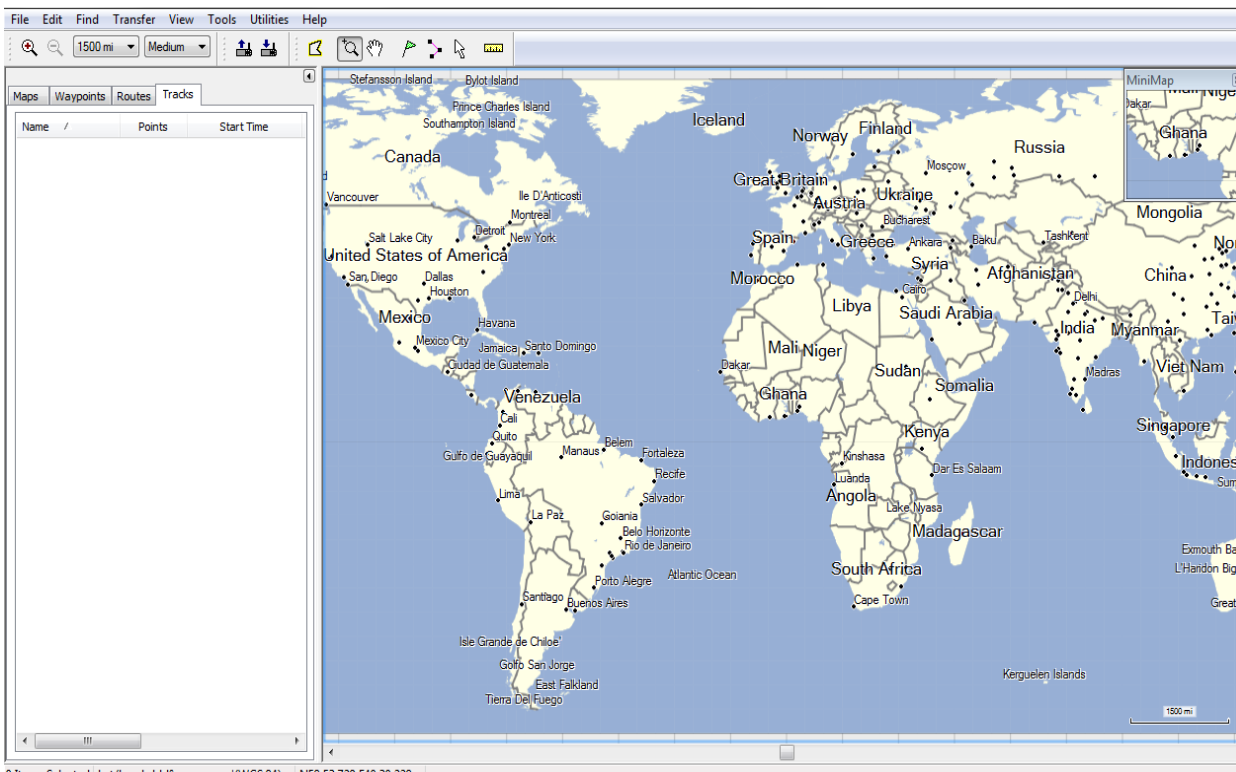 File Edit Find Transfer View Tools Utilities Help
1500 mi Medium
Maps Waypoints Routes Tracks
Name / Points Start Time
Stefansson Island Bylot Island
MiniMap
Dakar
Ghana
Prince Charles Island
Southampton Island
Iceland
Norway Finland
Russia
Canada
Moscow
Great Britain
Ukraine
Vancouver
Ile D'Anticosti
Austria
Mongolia
Montreal
Bucharest
Salt Lake City Detroit New York
Spain Greece Ankara Baku Tashkent
United States of America
Syria Afghanistan China
San Diego Dallas
Morocco
Houston
Cairo Delhi
Libya
Mexico
Saudi Arabia
Havana
India Myanmar
Mexico City
Jamaica Santo Domingo
Mali Niger
Ciudad de Guatemala
Dakar
Sudan
Viet Nam
Madras
Somalia
Venezuela
Ghana
Cali
Singapore
Quito
Kenya
Belem
Gulfo de Guayaquil
Manaus
Fortaleza
Kinshasa
Recife
Dar Es Salaam
Luanda
Lima
Angola
Salvador
Lake Nyasa
La Paz
Goiania
Belo Horizonte
Madagascar
Rio de Janeiro
Atlantic Ocean
South Africa
Porto Alegre
Santiago
Buenos Aires
Cape Town
Great
Isle Grande de Chiloe'
Golfo San Jorge
East Falkland
Kerguelen Islands
Tierra Del Fuego
1500 mi